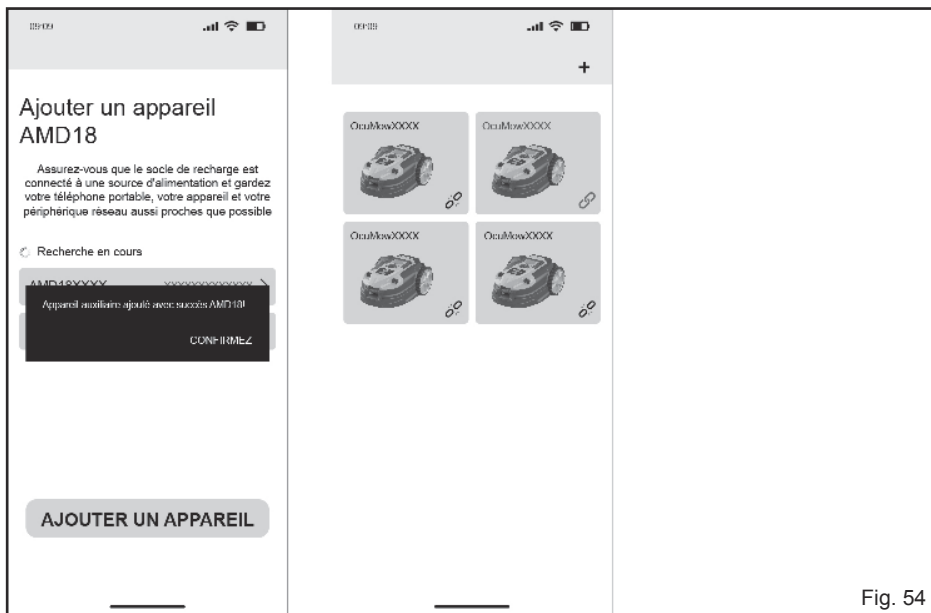 09:09
Ajouter un appareil
AMD18
Assurez-vous que le socle de recharge est
connecté à une source d'alimentation et gardez
votre téléphone portable, votre appareil et votre
périphérique réseau aussi proches que possible
Recherche en cours
AMD18XXXX XXXXXXXXXXXXX
Appareil auxiliaire ajouté avec succès AMD18!
CONFIRMEZ
AJOUTER UN APPAREIL
09:09
+
OcuMowXXXX OcuMowXXXX
OcuMowXXXX OcuMowXXXX
Fig. 54